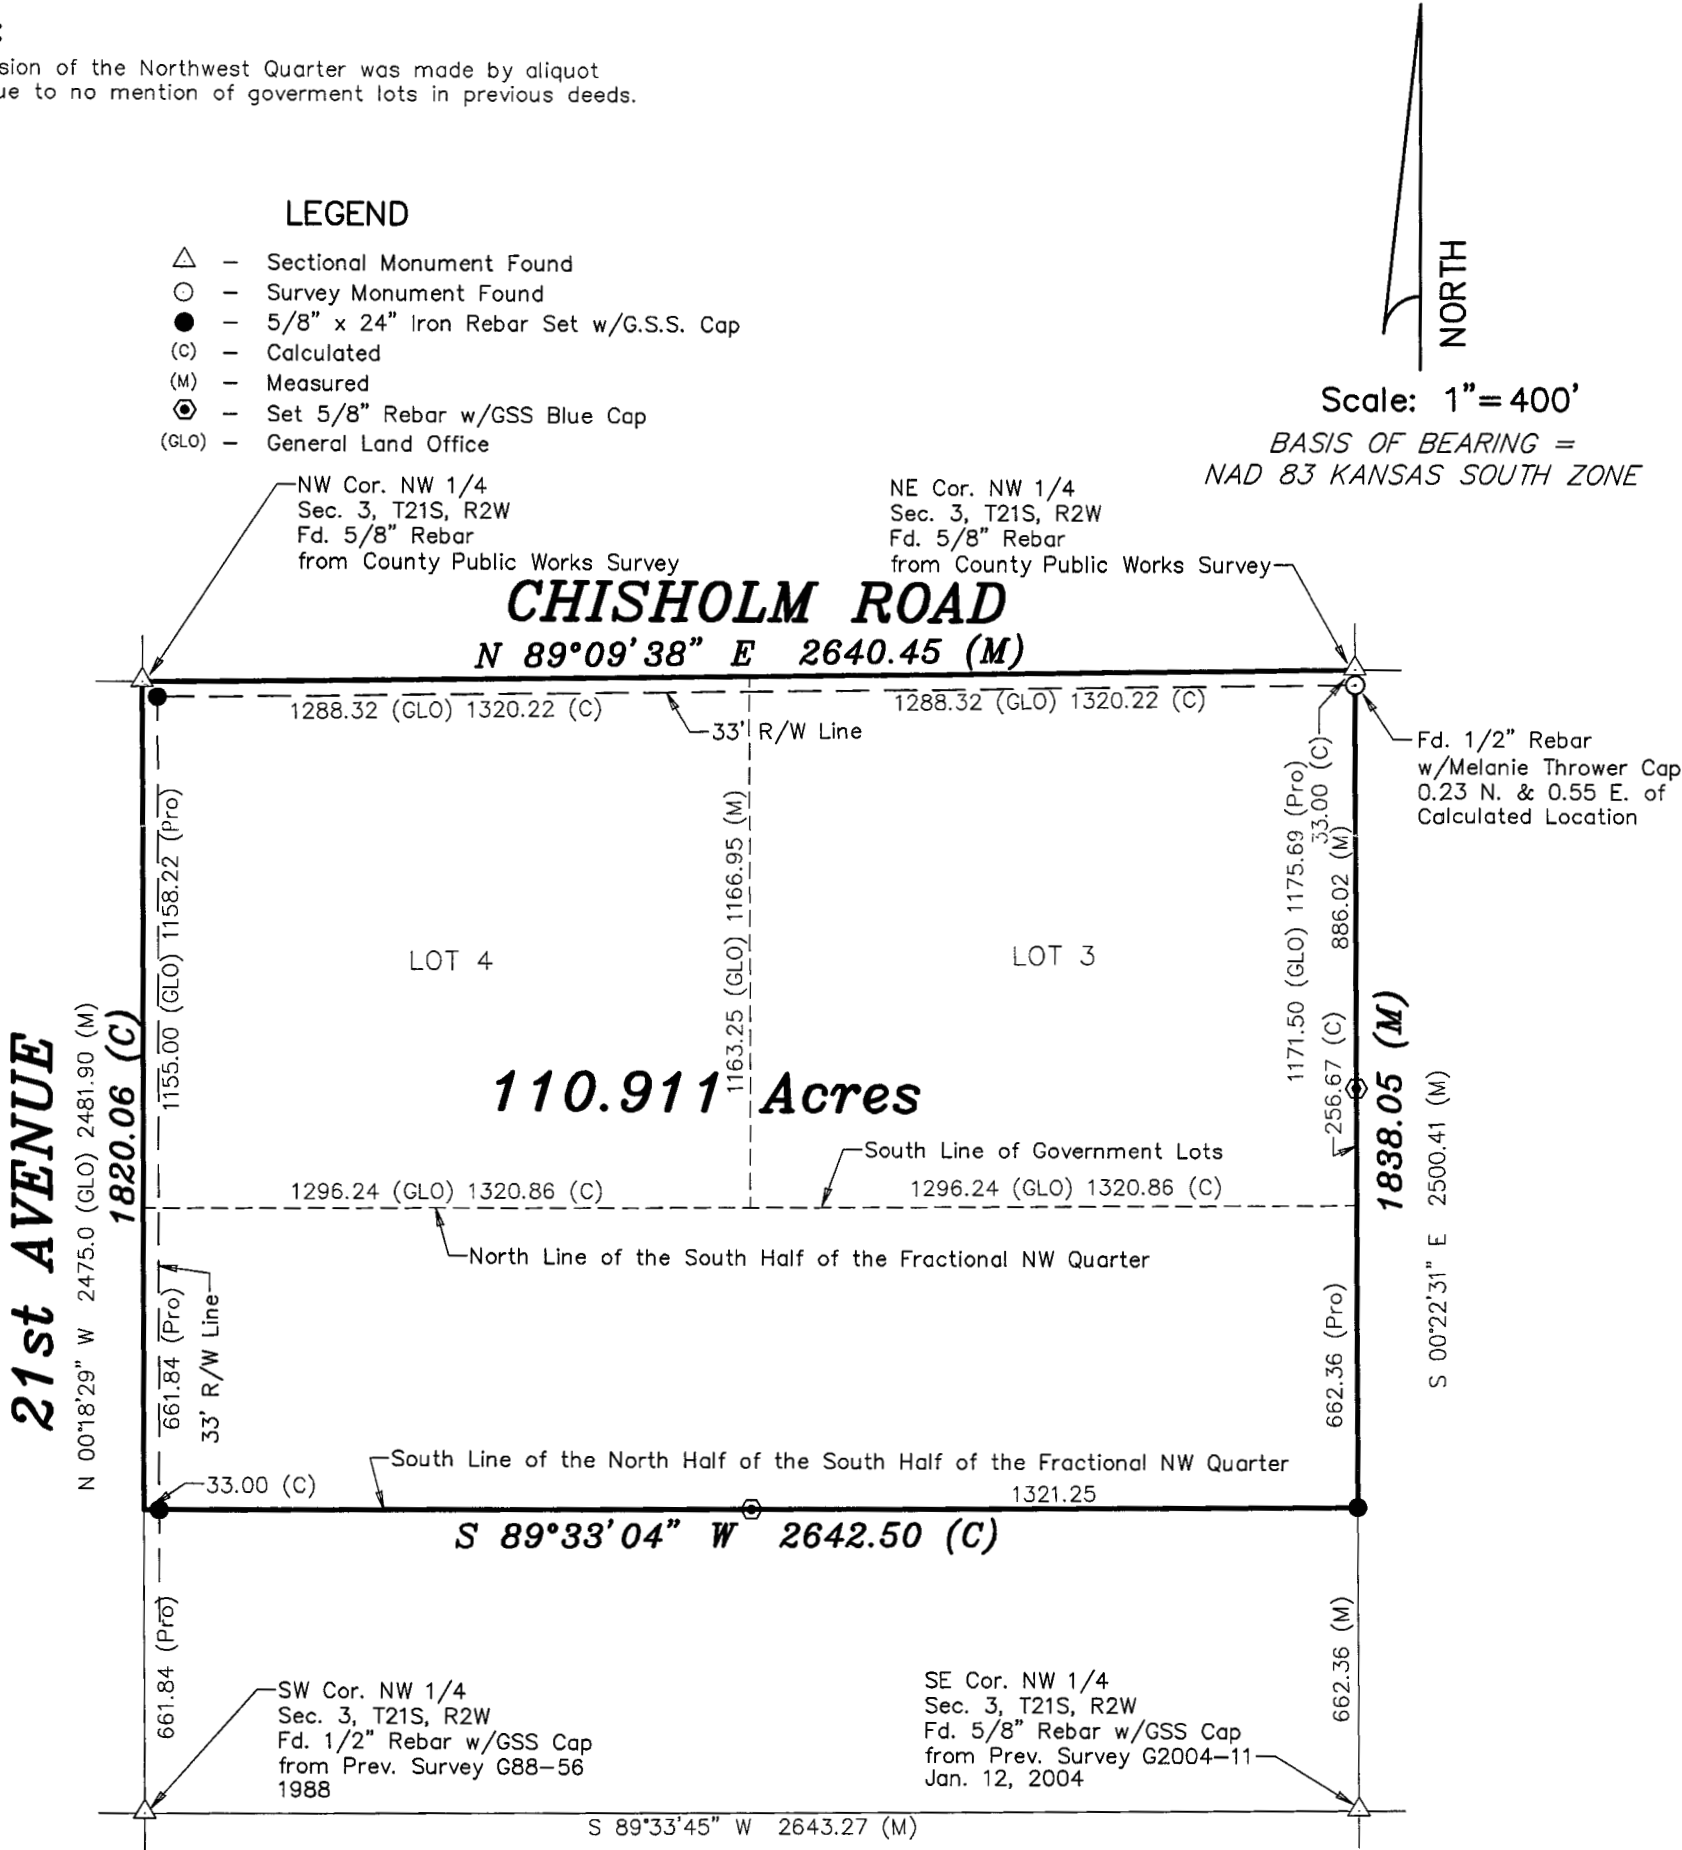 :
sion of the Northwest Quarter was made by aliquot
ue to no mention of goverment lots in previous deeds.
LEGEND
△ – Sectional Monument Found
○ – Survey Monument Found
● – 5/8" x 24" Iron Rebar Set w/G.S.S. Cap
(C) – Calculated
(M) – Measured
– Set 5/8" Rebar w/GSS Blue Cap
(GLO) – General Land Office
NORTH
Scale: 1"=400'
BASIS OF BEARING =
NAD 83 KANSAS SOUTH ZONE
NW Cor. NW 1/4
Sec. 3, T21S, R2W
Fd. 5/8" Rebar
from County Public Works Survey
NE Cor. NW 1/4
Sec. 3, T21S, R2W
Fd. 5/8" Rebar
from County Public Works Survey
CHISHOLM ROAD
N 89°09'38" E 2640.45 (M)
1288.32 (GLO) 1320.22 (C)
1288.32 (GLO) 1320.22 (C)
33' R/W Line
Fd. 1/2" Rebar
w/Melanie Thrower Cap
0.23 N. & 0.55 E. of
Calculated Location
33.00 (C)
886.02 (M)
1171.50 (GLO) 1175.69 (Pro)
1163.25 (GLO) 1166.95 (M)
1155.00 (GLO) 1158.22 (Pro)
LOT 4
LOT 3
21st AVENUE
N 00°18'29" W 2475.0 (GLO) 2481.90 (M)
1820.06 (C)
110.911 Acres
256.67 (C)
1838.05 (M)
S 00°22'31" E 2500.41 (M)
South Line of Government Lots
1296.24 (GLO) 1320.86 (C)
1296.24 (GLO) 1320.86 (C)
North Line of the South Half of the Fractional NW Quarter
661.84 (Pro)
33' R/W Line
662.36 (Pro)
South Line of the North Half of the South Half of the Fractional NW Quarter
33.00 (C)
1321.25
S 89°33'04" W 2642.50 (C)
661.84 (Pro)
662.36 (M)
SW Cor. NW 1/4
Sec. 3, T21S, R2W
Fd. 1/2" Rebar w/GSS Cap
from Prev. Survey G88-56
1988
SE Cor. NW 1/4
Sec. 3, T21S, R2W
Fd. 5/8" Rebar w/GSS Cap
from Prev. Survey G2004-11
Jan. 12, 2004
S 89°33'45" W 2643.27 (M)